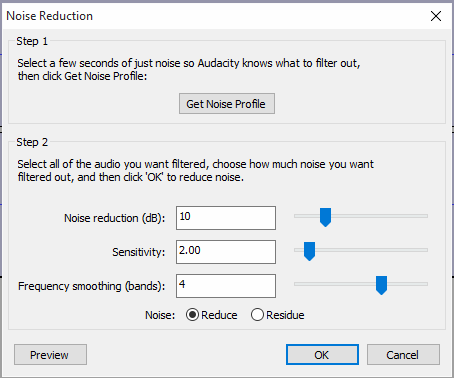 Noise Reduction
Step 1
Select a few seconds of just noise so Audacity knows what to filter out,
then click Get Noise Profile:
Get Noise Profile
Step 2
Select all of the audio you want filtered, choose how much noise you want
filtered out, and then click 'OK' to reduce noise.
Noise reduction (dB): 10
Sensitivity: 2.00
Frequency smoothing (bands): 4
Noise: Reduce Residue
Preview OK Cancel